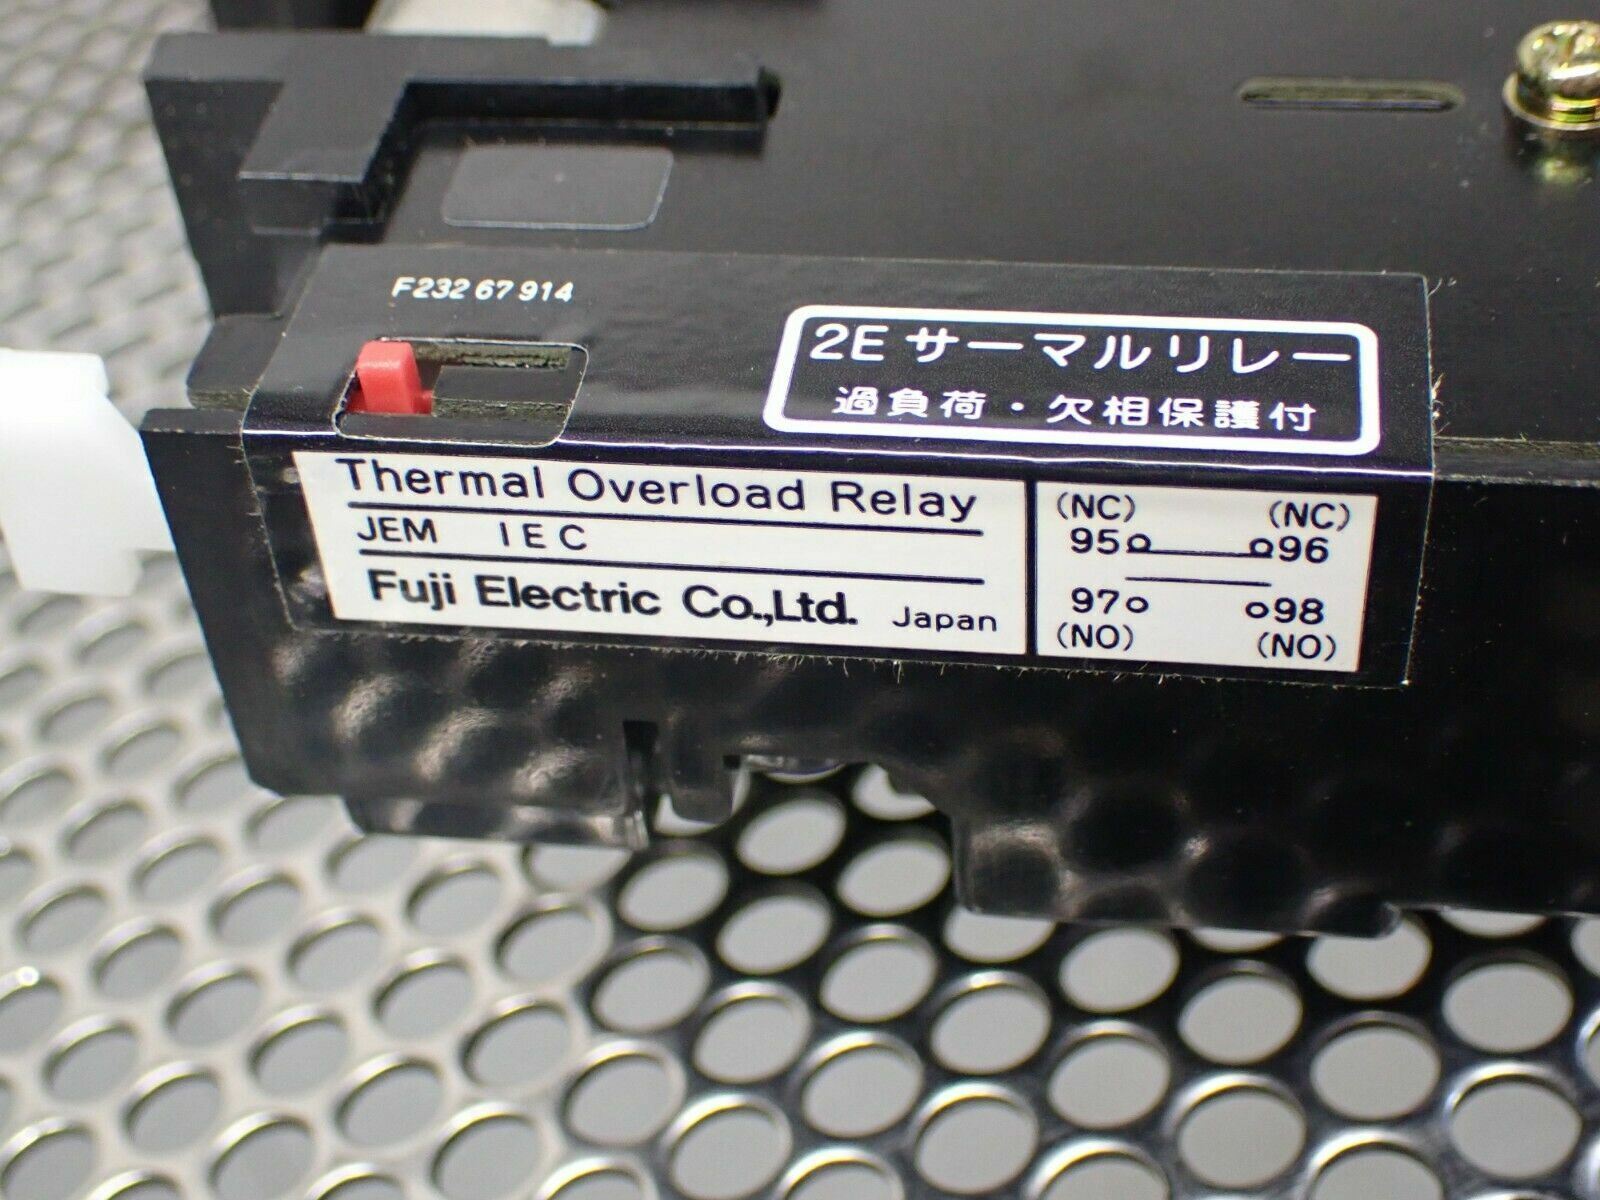 F232 67 914
2E サーマルリレー
過負荷・欠相保護付
Thermal Overload Relay
JEM IEC
Fuji Electric Co.,Ltd. Japan
(NC) (NC)
95 96
97 98
(NO) (NO)